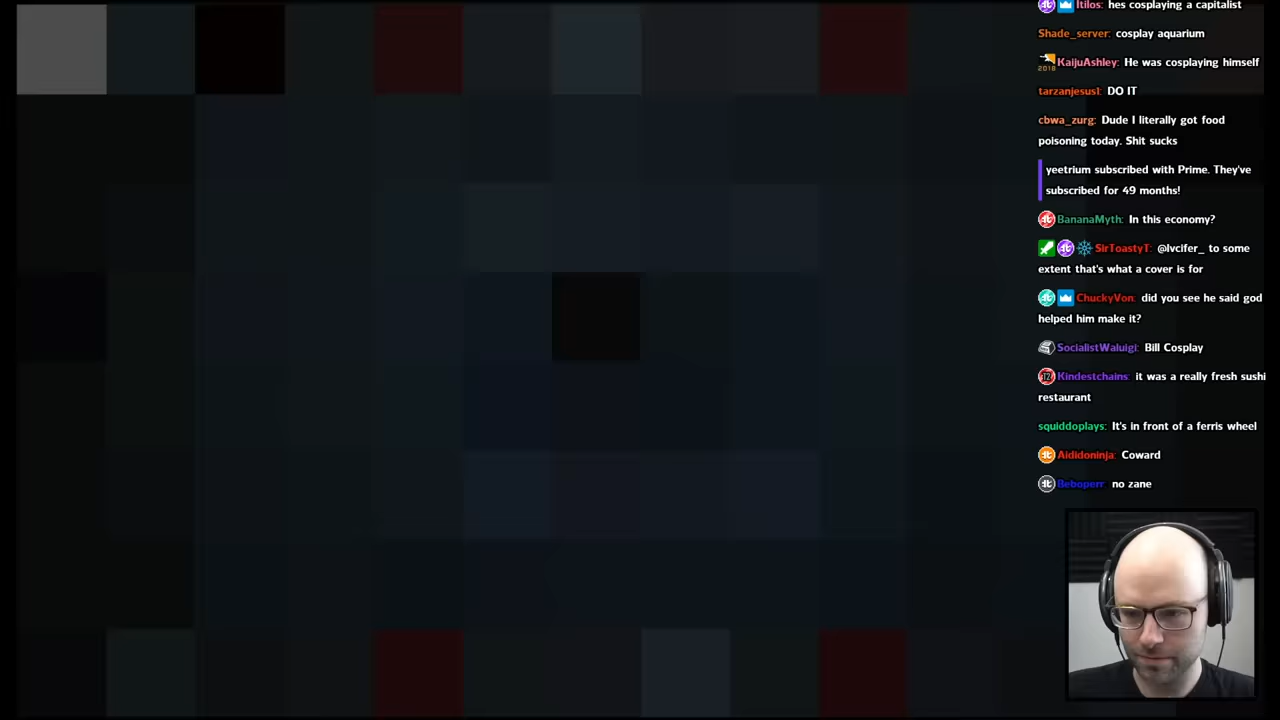 Itilos: hes cosplaying a capitalist
Shade_server: cosplay aquarium
2018 KaijuAshley: He was cosplaying himself
tarzanjesus1: DO IT
cbwa_zurg: Dude I literally got food
poisoning today. Shit sucks
yeetrium subscribed with Prime. They've
subscribed for 49 months!
BananaMyth: In this economy?
SirToastyT: @lvcifer_ to some
extent that's what a cover is for
ChuckyVon: did you see he said god
helped him make it?
SocialistWaluigi: Bill Cosplay
Kindestchains: it was a really fresh sushi
restaurant
squiddoplays: It's in front of a ferris wheel
Aididoninja: Coward
Beboperr: no zane